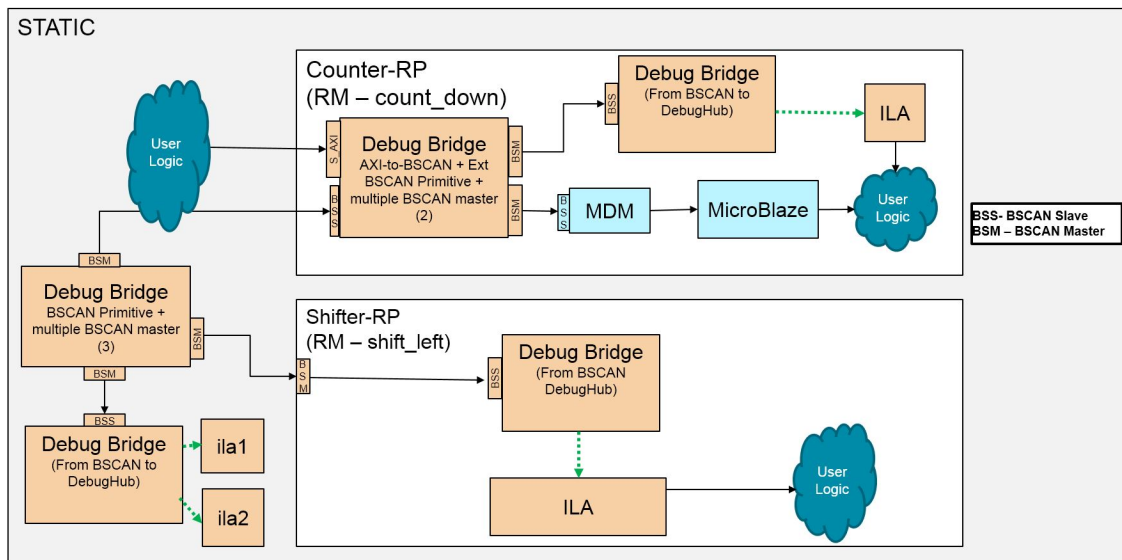 STATIC
Counter-RP
(RM – count_down)
User
Logic
S_AXI
BSS
Debug Bridge
AXI-to-BSCAN + Ext
BSCAN Primitive +
multiple BSCAN master
(2)
BSM
BSM
BSS
Debug Bridge
(From BSCAN to
DebugHub)
ILA
BSS
MDM
MicroBlaze
User
Logic
BSS- BSCAN Slave
BSM – BSCAN Master
BSM
Debug Bridge
BSCAN Primitive +
multiple BSCAN master
(3)
BSM
BSM
BSS
Debug Bridge
(From BSCAN to
DebugHub)
ila1
ila2
Shifter-RP
(RM – shift_left)
BSM
BSS
Debug Bridge
(From BSCAN
DebugHub)
ILA
User
Logic